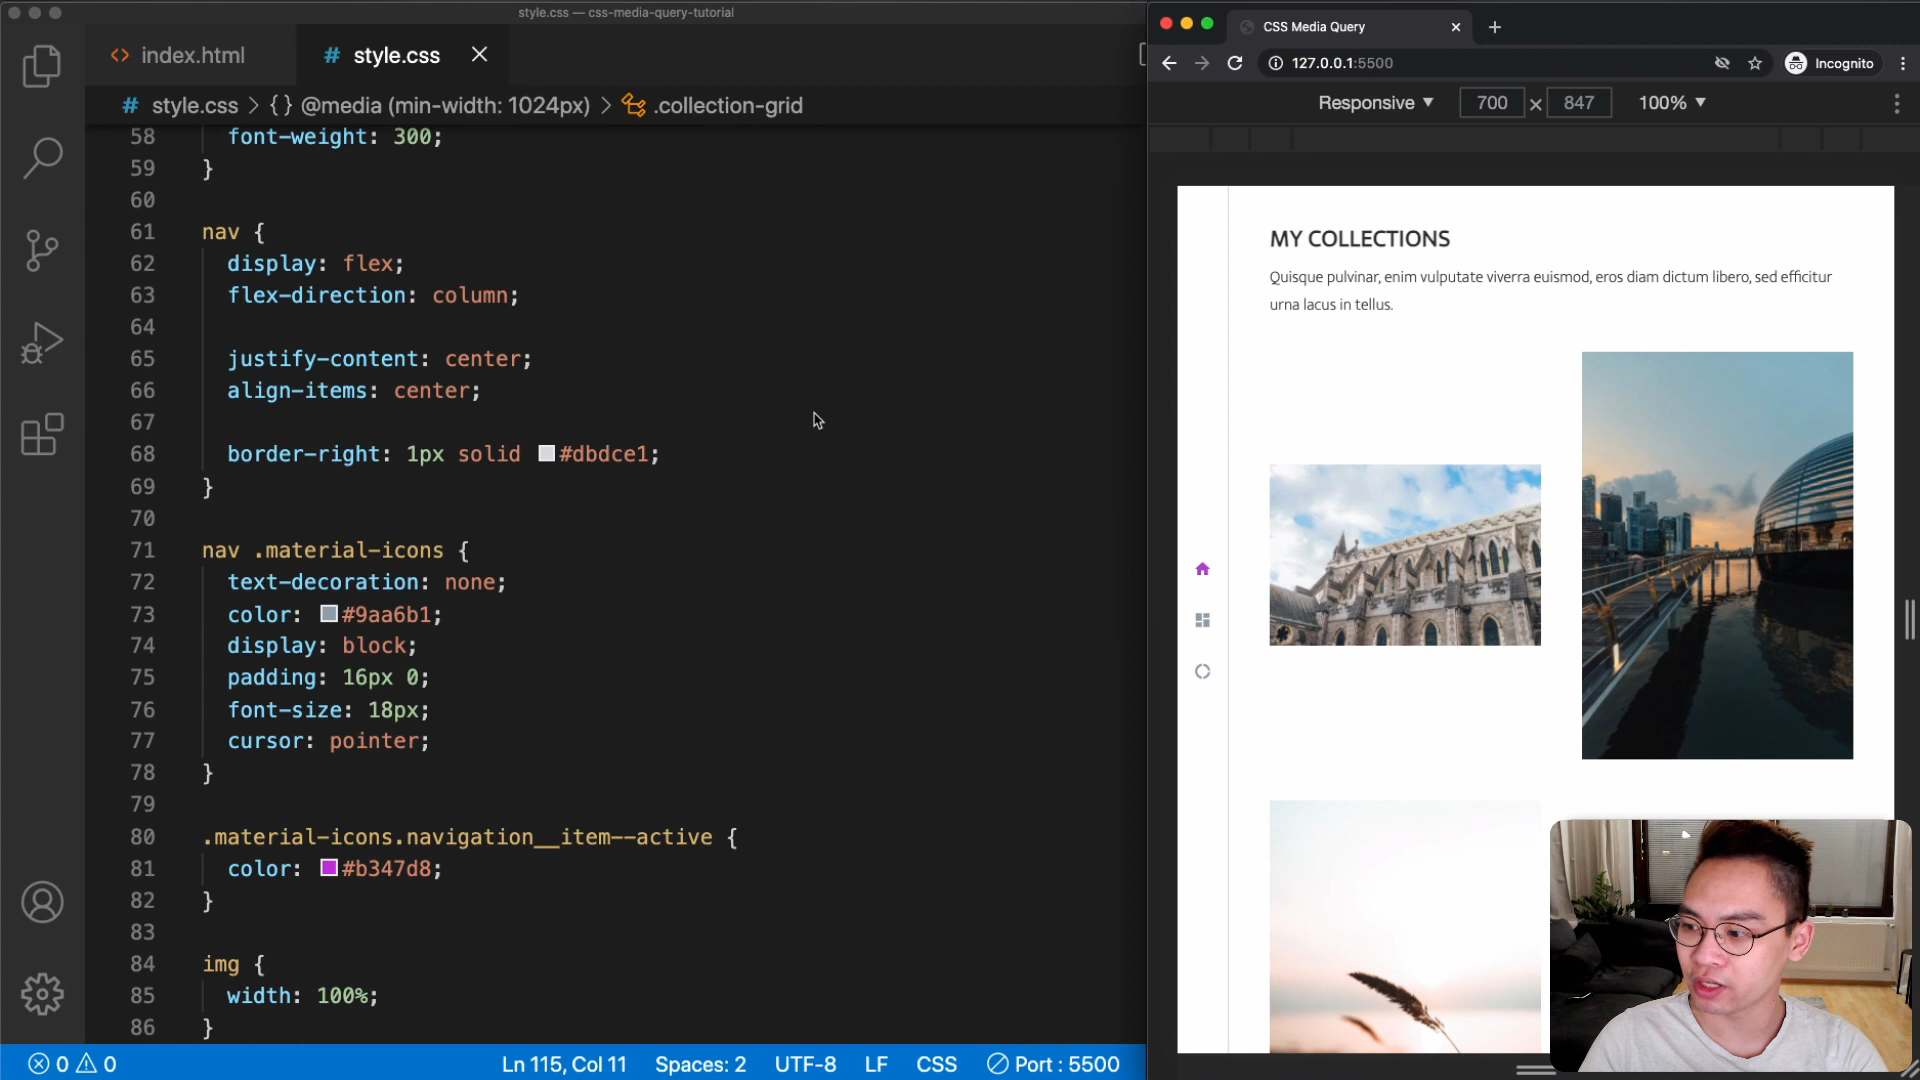 style.css — css-media-query-tutorial
<> index.html
# style.css
# style.css > {} @media (min-width: 1024px) > .collection-grid
58 font-weight: 300;
59 }
60
61 nav {
62 display: flex;
63 flex-direction: column;
64
65 justify-content: center;
66 align-items: center;
67
68 border-right: 1px solid #dbdce1;
69 }
70
71 nav .material-icons {
72 text-decoration: none;
73 color: #9aa6b1;
74 display: block;
75 padding: 16px 0;
76 font-size: 18px;
77 cursor: pointer;
78 }
79
80 .material-icons.navigation__item--active {
81 color: #b347d8;
82 }
83
84 img {
85 width: 100%;
86 }
0 0
Ln 115, Col 11
Spaces: 2
UTF-8
LF
CSS
Port : 5500
CSS Media Query
127.0.0.1:5500
Incognito
Responsive
700 × 847
100%
MY COLLECTIONS
Quisque pulvinar, enim vulputate viverra euismod, eros diam dictum libero, sed efficitur
urna lacus in tellus.